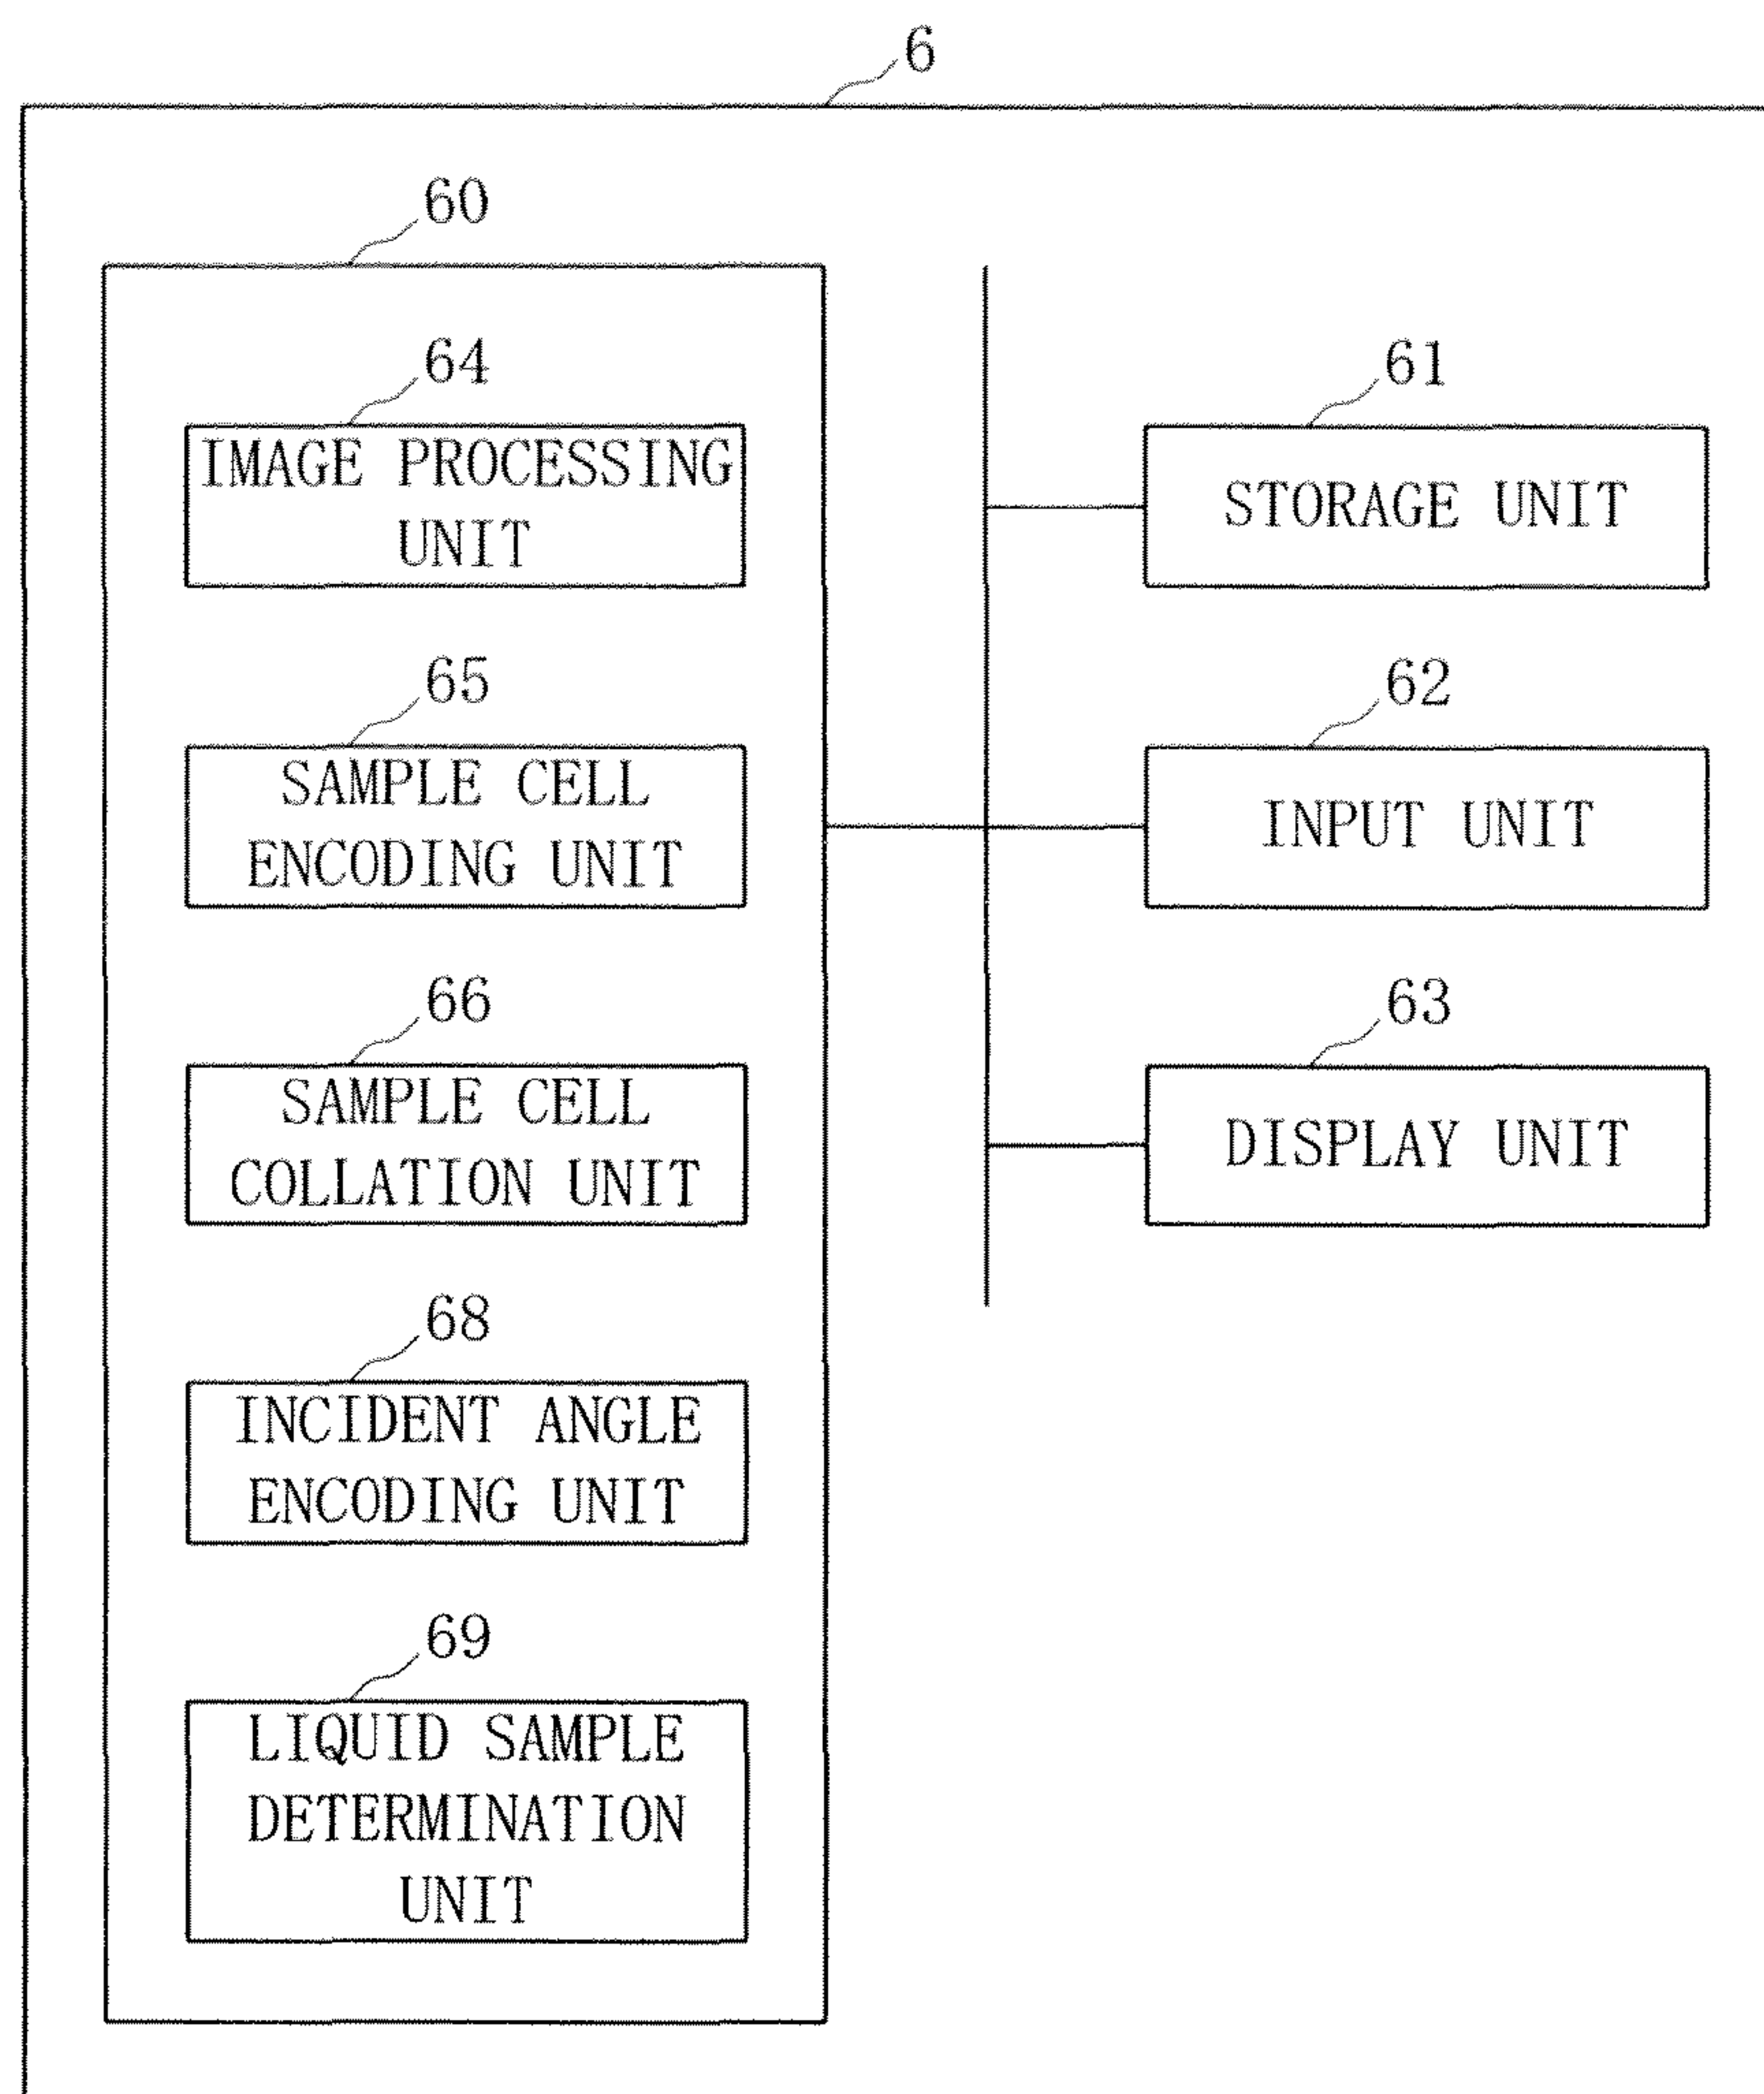 6
60
64
IMAGE PROCESSING
UNIT
65
SAMPLE CELL
ENCODING UNIT
66
SAMPLE CELL
COLLATION UNIT
68
INCIDENT ANGLE
ENCODING UNIT
69
LIQUID SAMPLE
DETERMINATION
UNIT
61
STORAGE UNIT
62
INPUT UNIT
63
DISPLAY UNIT